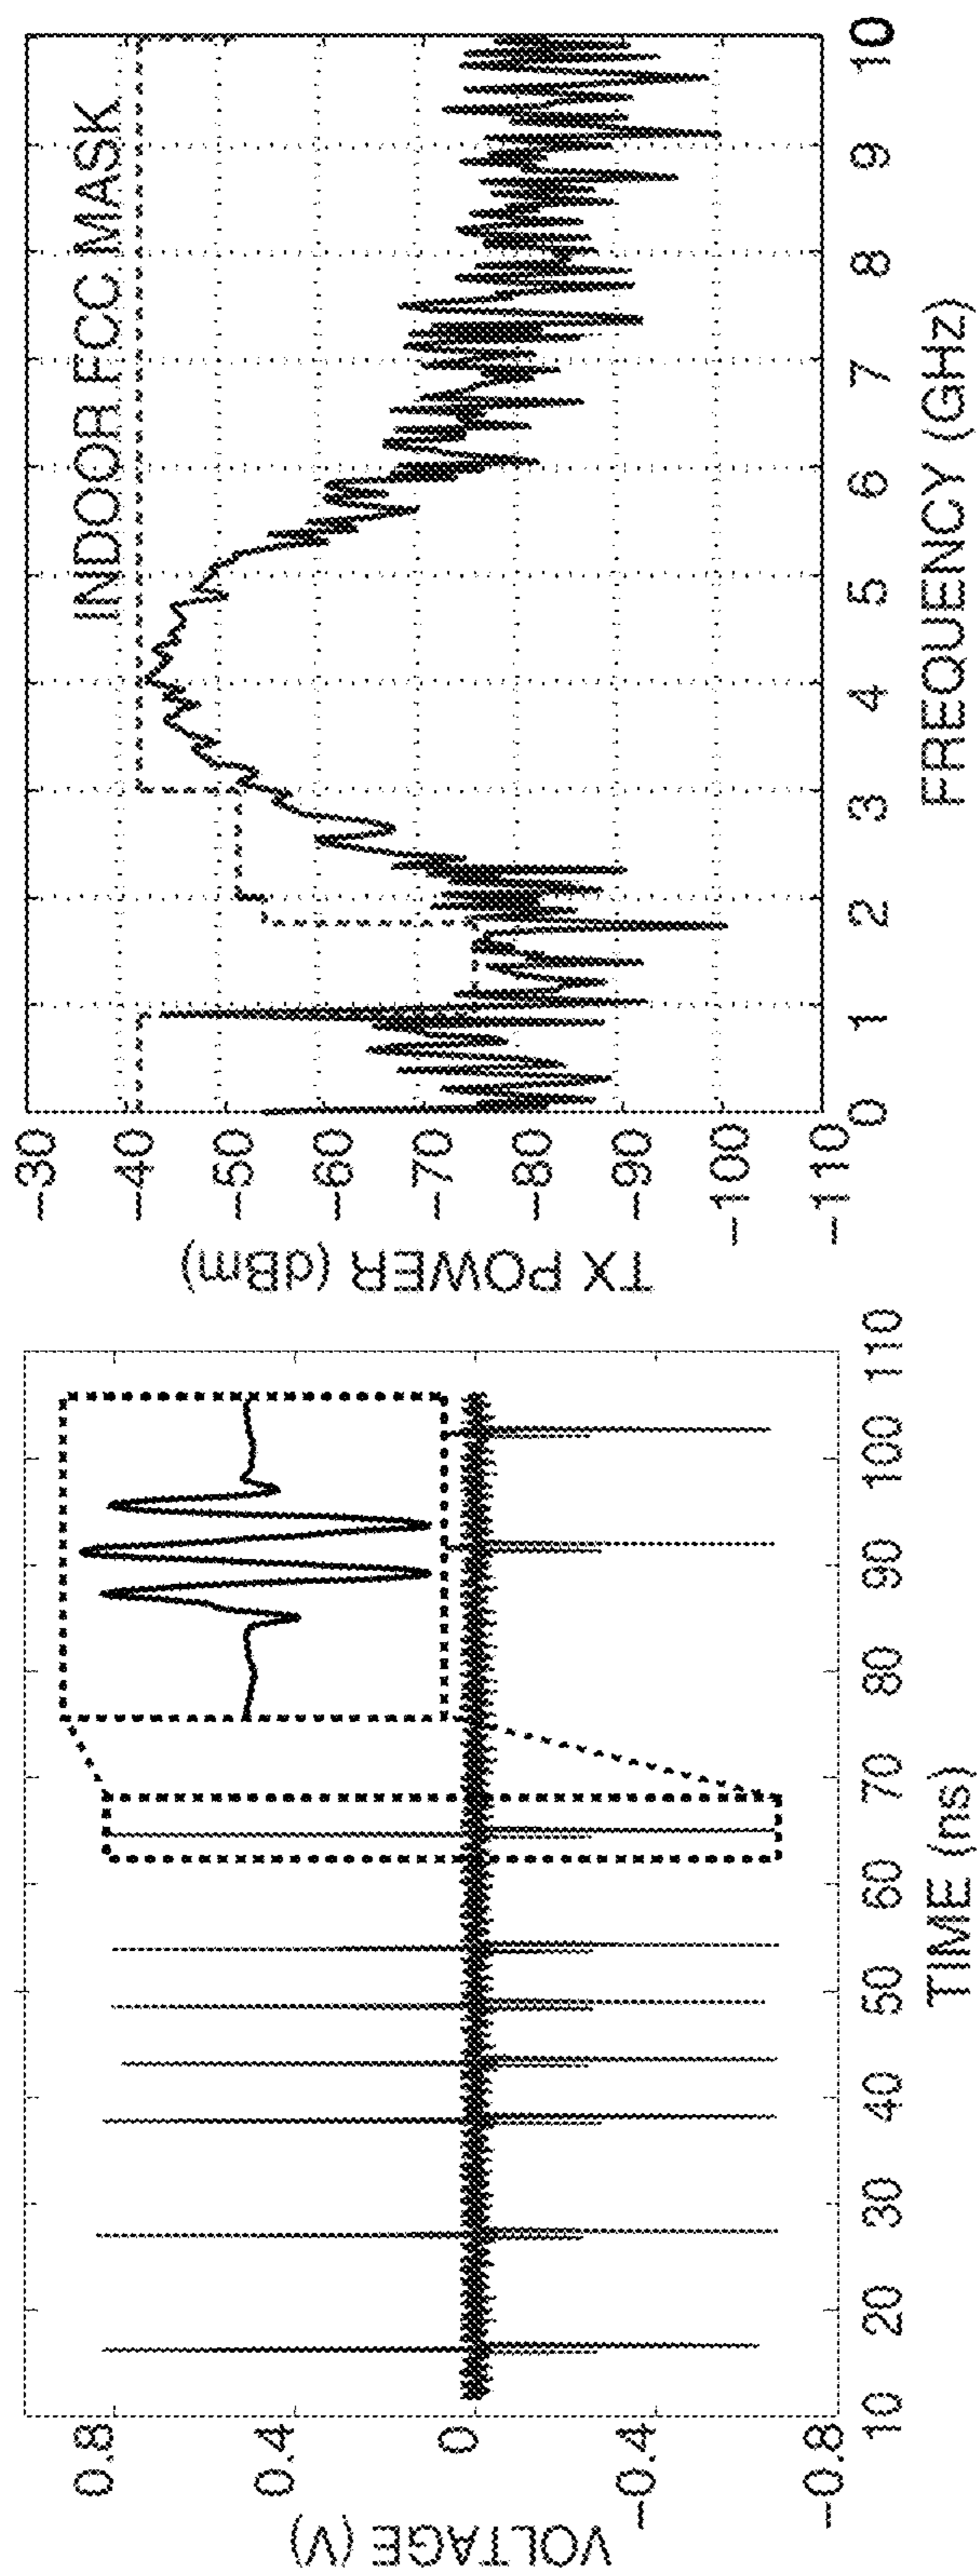 VOLTAGE (V)
0.8
0.4
0
-0.4
-0.8
10 20 30 40 50 60 70 80 90 100 110
TIME (ns)
INDOOR FCC MASK
TX POWER (dBm)
-30
-40
-50
-60
-70
-80
-90
-100
-110
0 1 2 3 4 5 6 7 8 9 10
FREQUENCY (GHz)